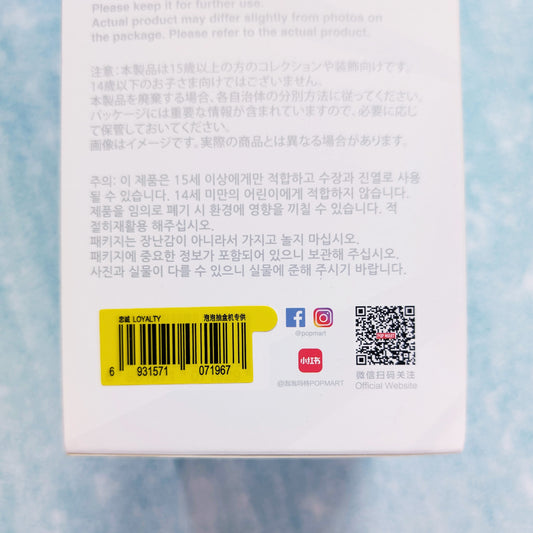 Please keep it for further use.
Actual product may differ slightly from photos on
the package. Please refer to the actual product.
注意:本製品は15歳以上の方のコレクションや装飾向けです。
14歳以下のお子さま向けではございません。
本製品を廃棄する場合、各自治体の分別方法に従ってください。
パッケージには重要な情報が含まれていますので、必要に応じ
て保管しておいてください。
画像はイメージです。実際の商品とは異なる場合があります。
주의: 이 제품은 15세 이상에게만 적합하고 수장과 진열로 사용
될 수 있습니다. 14세 미만의 어린이에게 적합하지 않습니다.
제품을 임의로 폐기 시 환경에 영향을 끼칠 수 있습니다. 적
절히재활용 해주십시오.
패키지는 장난감이 아니라서 가지고 놀지 마십시오.
패키지에 중요한 정보가 포함되어 있으니 보관해 주십시오.
사진과 실물이 다를 수 있으니 실물에 준해 주시기 바랍니다.
忠誠 LOYALTY 泡泡抽盒机专供
6 931571 071967
@popmart
小红书
@泡泡玛特POPMART
POP MART
微信扫码关注
Official Website